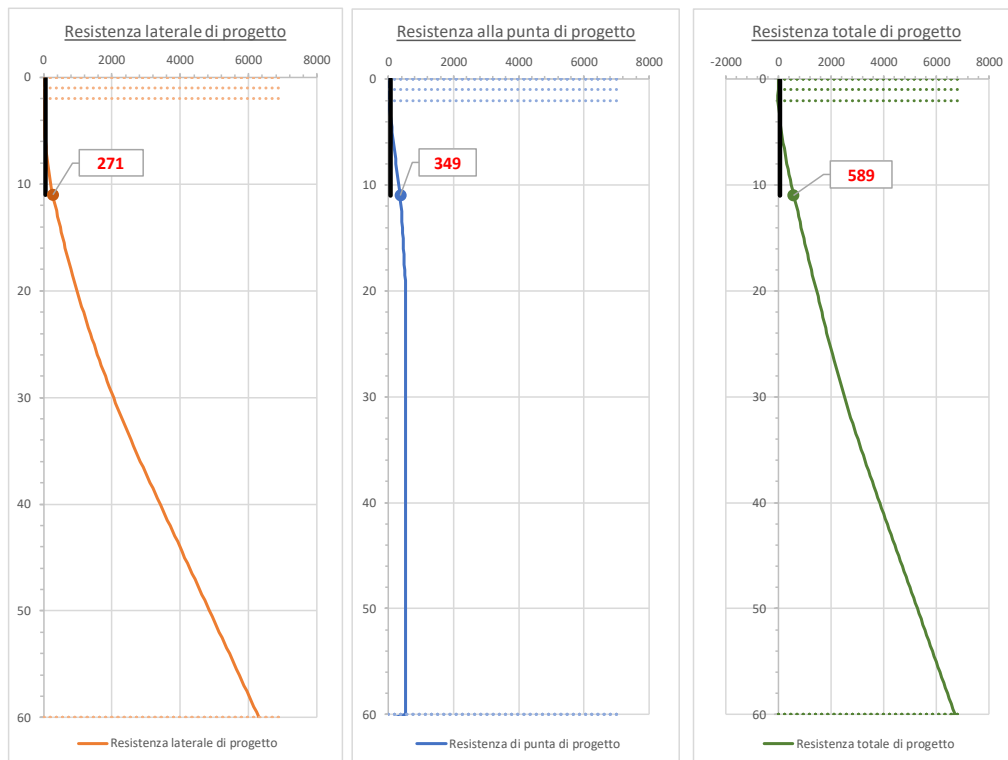 Resistenza laterale di progetto
0 2000 4000 6000 8000
0
10
20
30
40
50
60
271
Resistenza laterale di progetto
Resistenza alla punta di progetto
0 2000 4000 6000 8000
0
10
20
30
40
50
60
349
Resistenza di punta di progetto
Resistenza totale di progetto
-2000 0 2000 4000 6000 8000
0
10
20
30
40
50
60
589
Resistenza totale di progetto